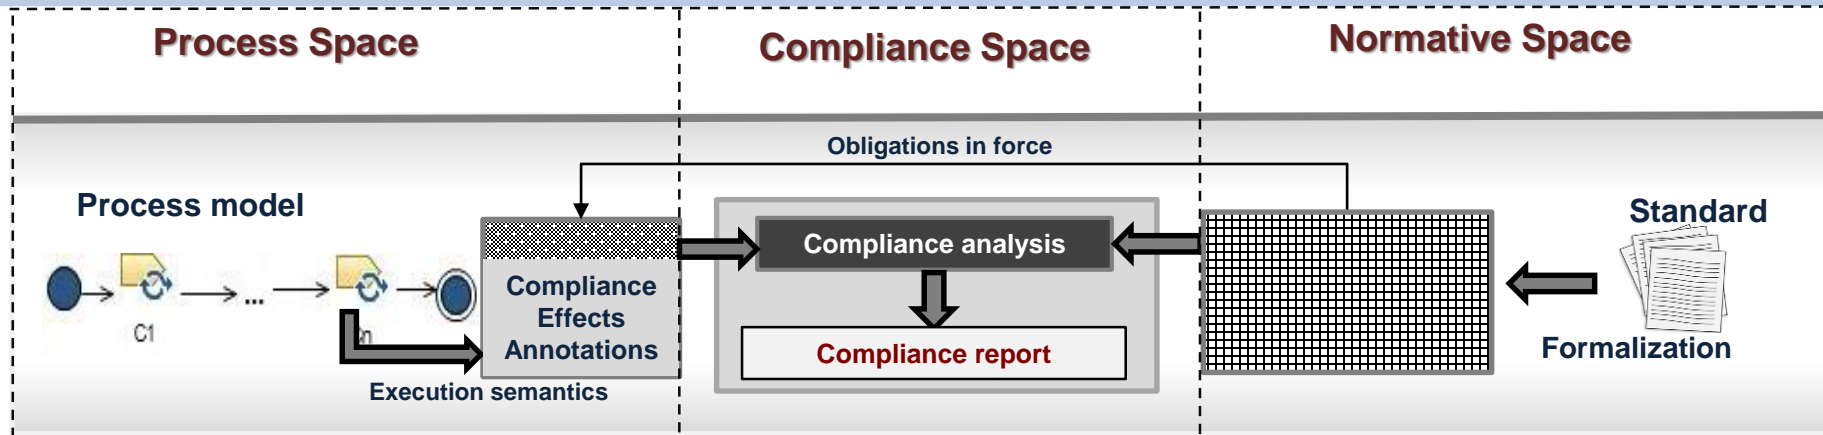 Process Space
Compliance Space
Normative Space
Obligations in force
Process model
Standard
Compliance analysis
Compliance
Effects
Annotations
...
C1
Compliance report
Formalization
Execution semantics